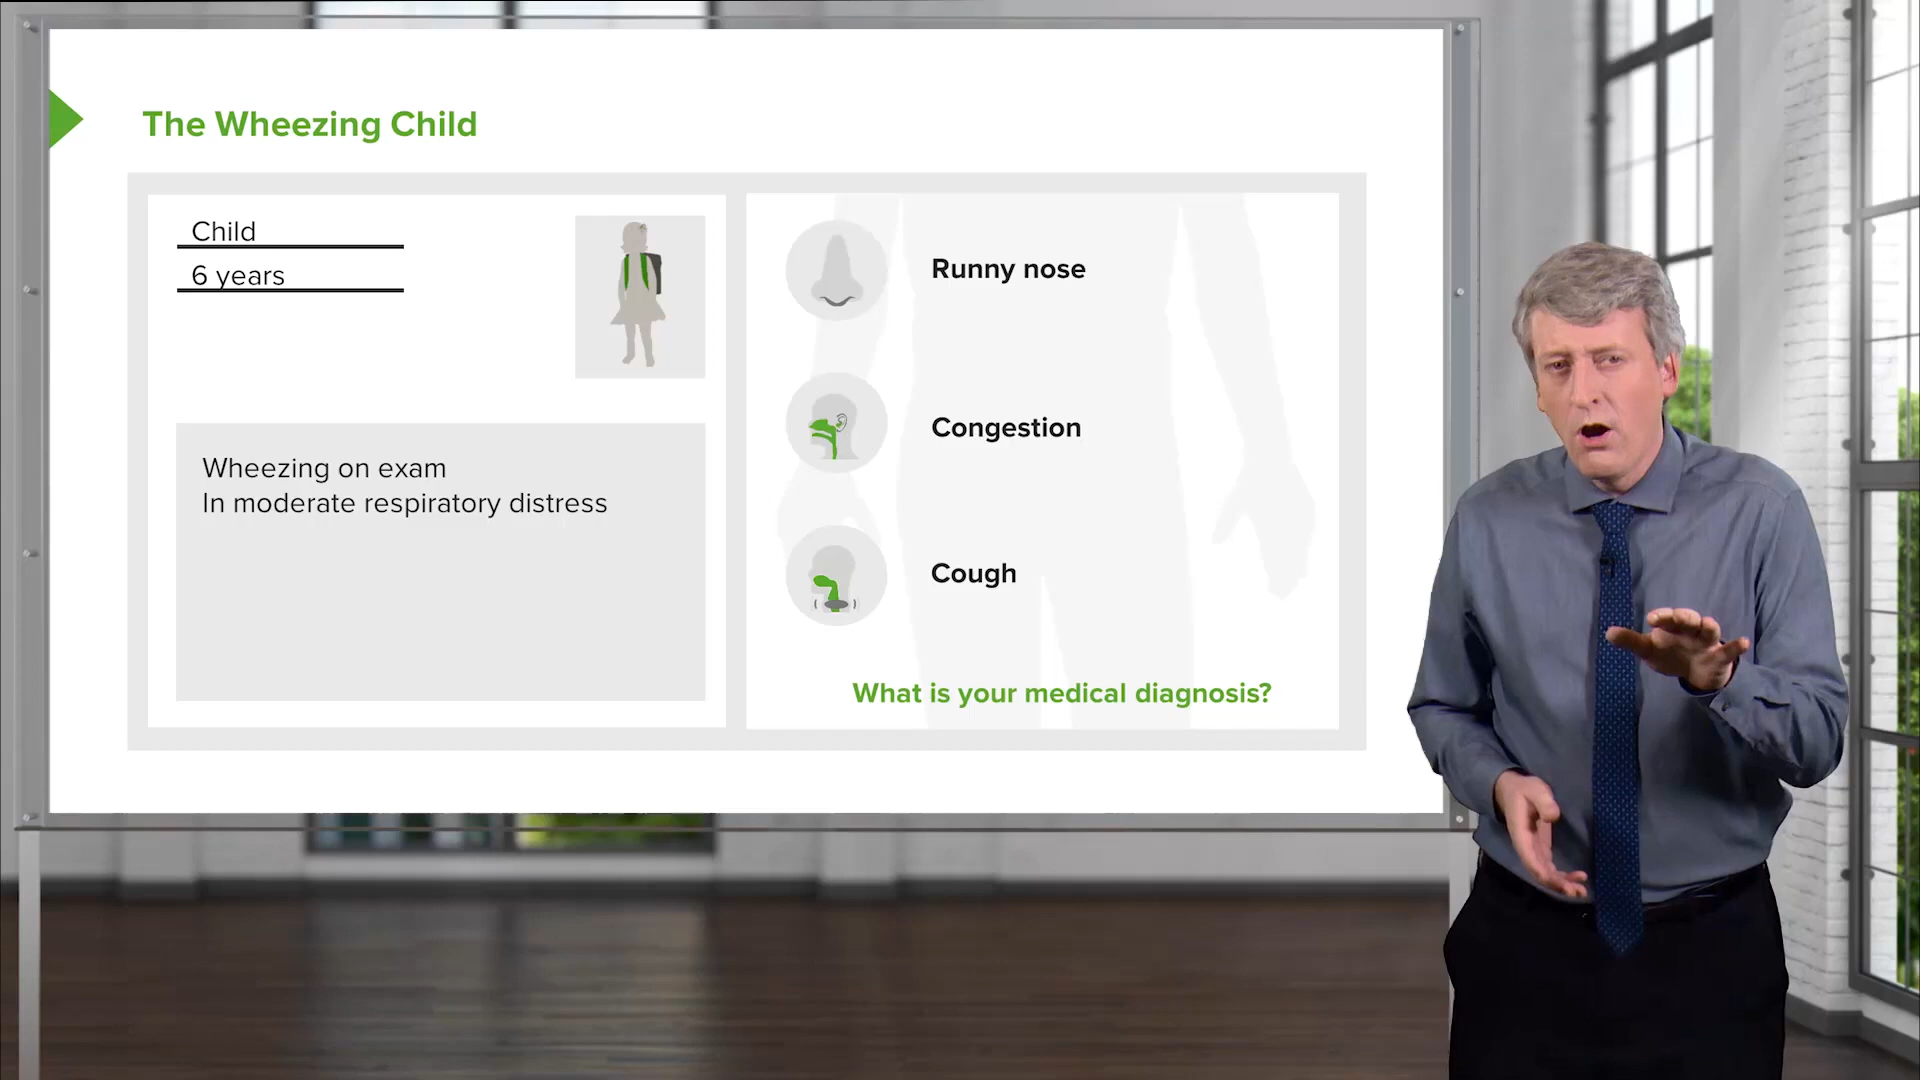 The Wheezing Child
Child
6 years
Wheezing on exam
In moderate respiratory distress
Runny nose
Congestion
Cough
What is your medical diagnosis?